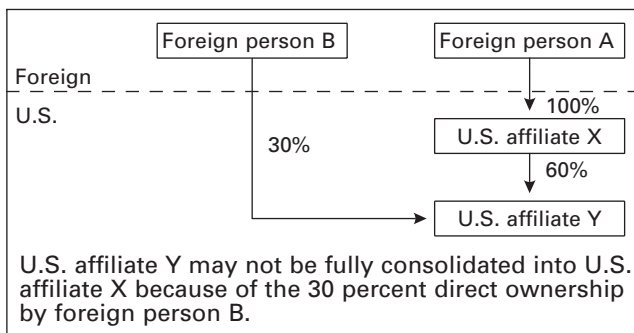 Foreign person B Foreign person A
Foreign
U.S.
100%
30%
U.S. affiliate X
60%
U.S. affiliate Y
U.S. affiliate Y may not be fully consolidated into U.S.
affiliate X because of the 30 percent direct ownership
by foreign person B.